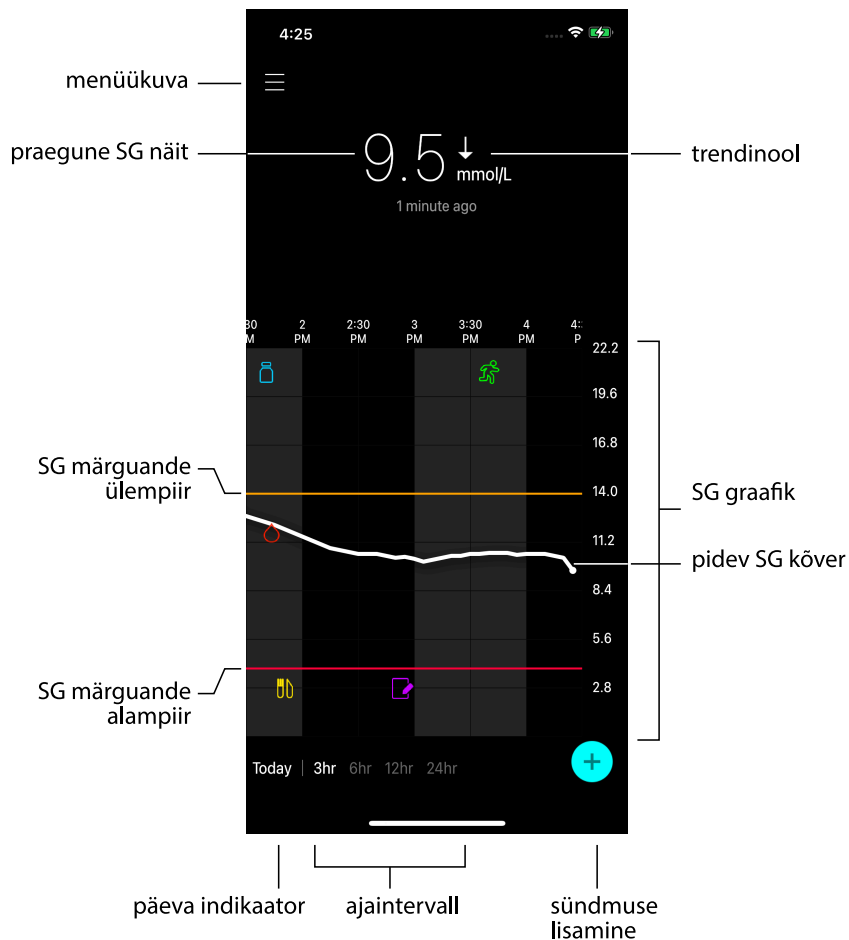 4:25
menüükuva
praegune SG näit
9.5
mmol/L
trendinool
1 minute ago
30 2 2:30 3 3:30 4 4:
M PM PM PM PM PM P
22.2
19.6
16.8
SG märguande
ülempiir
14.0
SG graafik
11.2
pidev SG kõver
8.4
5.6
SG märguande
alampiir
2.8
Today | 3hr 6hr 12hr 24hr
+
päeva indikaator
ajaintervall
sündmuse
lisamine